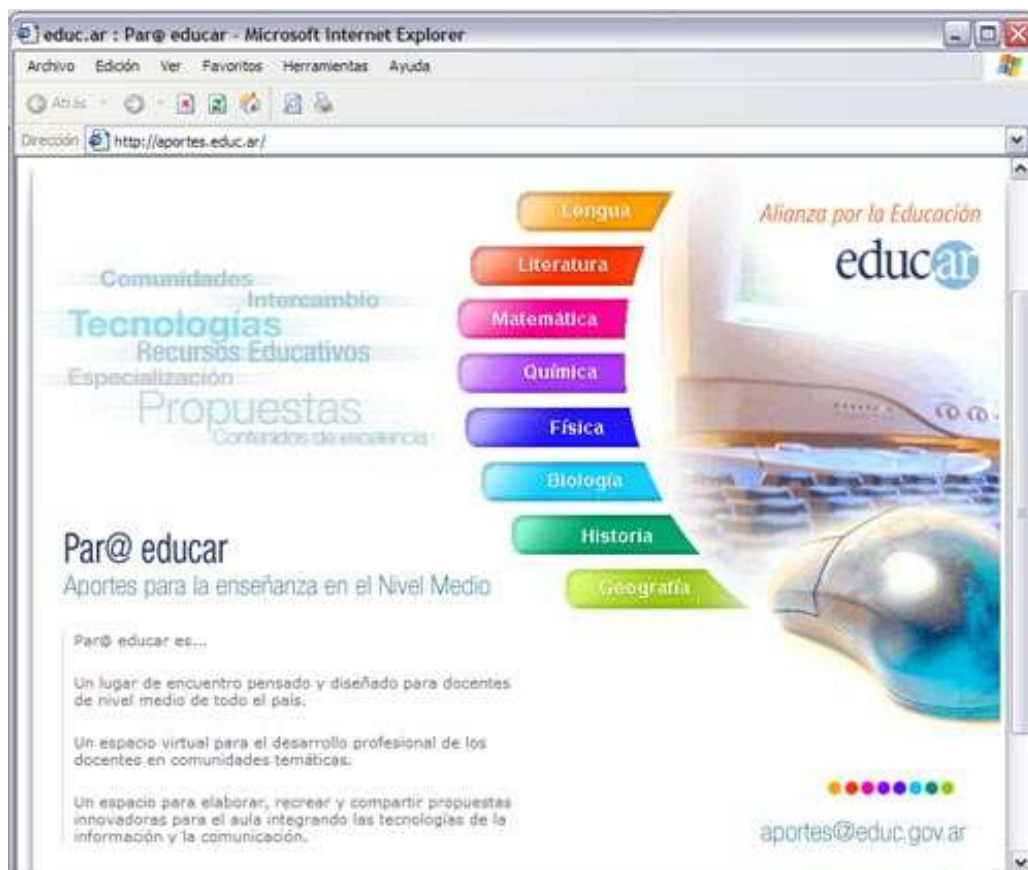 educ.ar : Par@ educar - Microsoft Internet Explorer
Archivo Edición Ver Favoritos Herramientas Ayuda
Atrás
Dirección http://aportes.educ.ar/
Lengua
Literatura
Matemática
Química
Física
Biología
Historia
Geografía
Alianza por la Educación
educar
Comunidades
Intercambio
Tecnologías
Recursos Educativos
Especialización
Propuestas
Contenidos de excelencia
Par@ educar
Aportes para la enseñanza en el Nivel Medio
Par@ educar es...
Un lugar de encuentro pensado y diseñado para docentes
de nivel medio de todo el país.
Un espacio virtual para el desarrollo profesional de los
docentes en comunidades temáticas.
Un espacio para elaborar, recrear y compartir propuestas
innovadoras para el aula integrando las tecnologías de la
información y la comunicación.
aportes@educ.gov.ar